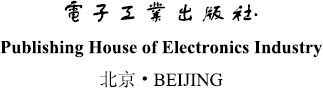 電子工業出版社·
Publishing House of Electronics Industry
北京·BEIJING